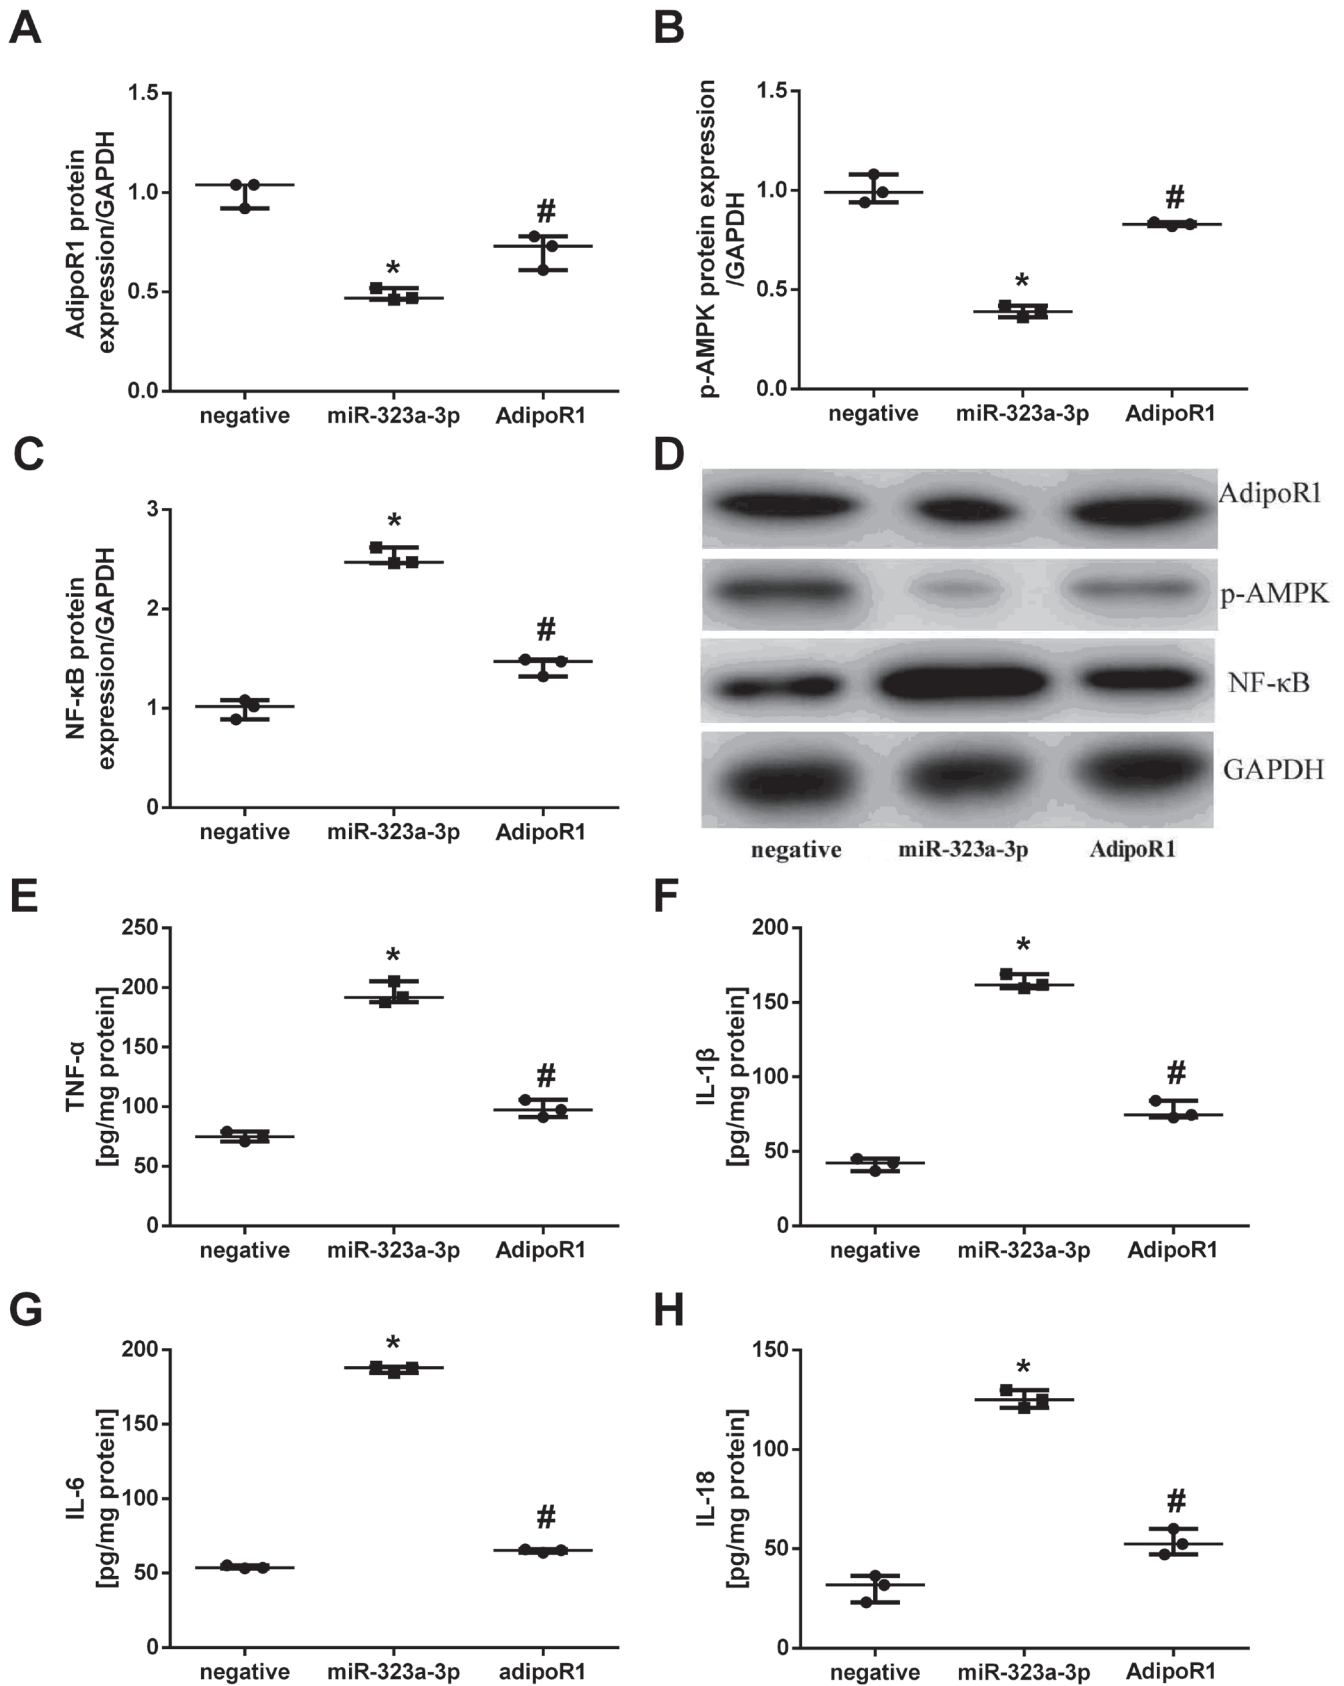 A
1.5
1.0
0.5
0.0
AdipoR1 protein
expression/GAPDH
*
#
negative miR-323a-3p AdipoR1
B
1.5
1.0
0.5
0.0
p-AMPK protein expression
/GAPDH
*
#
negative miR-323a-3p AdipoR1
C
3
2
1
0
NF-κB protein
expression/GAPDH
*
#
negative miR-323a-3p AdipoR1
D
AdipoR1
p-AMPK
NF-κB
GAPDH
negative miR-323a-3p AdipoR1
E
250
200
150
100
50
0
TNF-α
[pg/mg protein]
*
#
negative miR-323a-3p AdipoR1
F
200
150
100
50
0
IL-1β
[pg/mg protein]
*
#
negative miR-323a-3p AdipoR1
G
200
150
100
50
0
IL-6
[pg/mg protein]
*
#
negative miR-323a-3p adipoR1
H
150
100
50
0
IL-18
[pg/mg protein]
*
#
negative miR-323a-3p AdipoR1